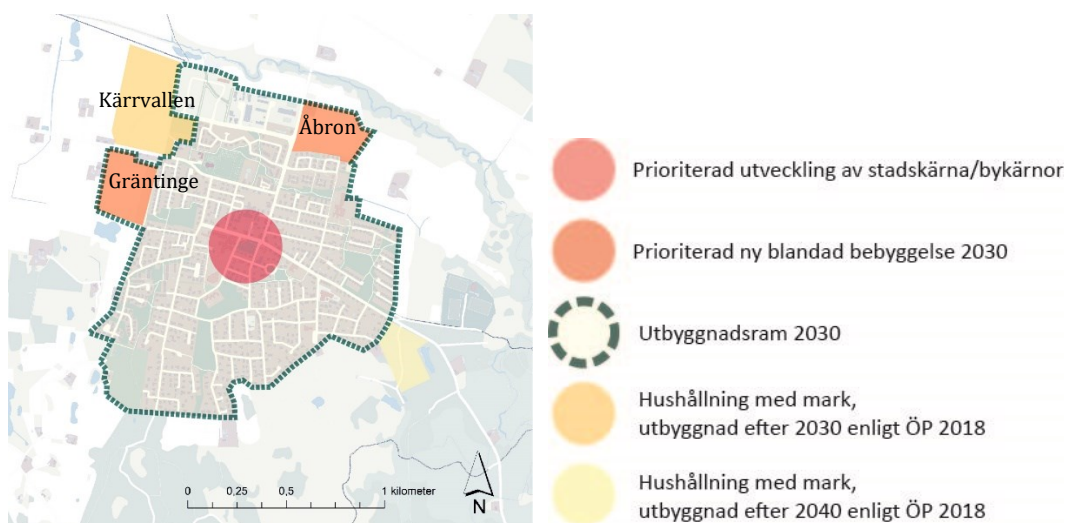 Kärrvallen
Åbron
Gräntinge
0 0,25 0,5 1 kilometer
N
Prioriterad utveckling av stadskärna/bykärnor
Prioriterad ny blandad bebyggelse 2030
Utbyggnadsram 2030
Hushållning med mark,
utbyggnad efter 2030 enligt ÖP 2018
Hushållning med mark,
utbyggnad efter 2040 enligt ÖP 2018